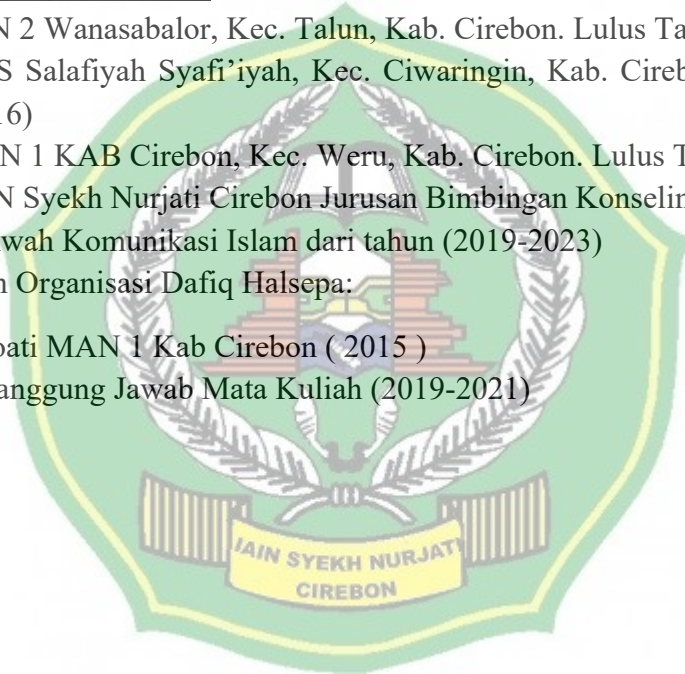 N 2 Wanasabalor, Kec. Talun, Kab. Cirebon. Lulus Ta
S Salafiyah Syafi’iyah, Kec. Ciwaringin, Kab. Cireb
16)
N 1 KAB Cirebon, Kec. Weru, Kab. Cirebon. Lulus T
N Syekh Nurjati Cirebon Jurusan Bimbingan Konselin
wah Komunikasi Islam dari tahun (2019-2023)
n Organisasi Dafiq Halsepa:
pati MAN 1 Kab Cirebon ( 2015 )
anggung Jawab Mata Kuliah (2019-2021)
IAIN SYEKH NURJATI
CIREBON